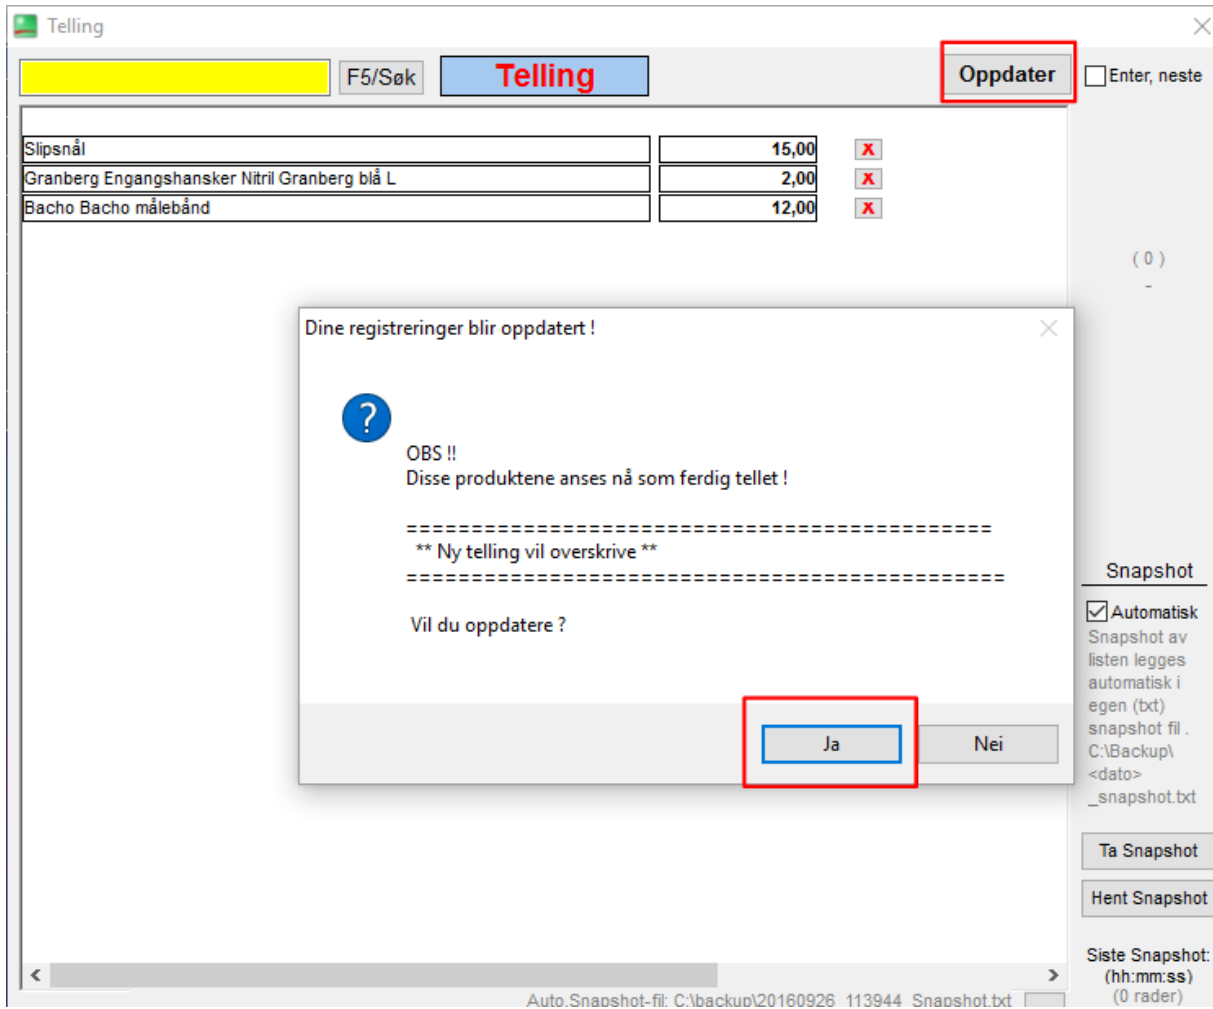 Telling
F5/Søk
Telling
Oppdater
Enter, neste
Slipsnål 15,00 X
Granberg Engangshansker Nitril Granberg blå L 2,00 X
Bacho Bacho målebånd 12,00 X
( 0 )
-
Dine registreringer blir oppdatert !
?
OBS !!
Disse produktene anses nå som ferdig tellet !
=============================================
** Ny telling vil overskrive **
==============================================
Vil du oppdatere ?
Ja
Nei
Snapshot
Automatisk
Snapshot av
listen legges
automatisk i
egen (txt)
snapshot fil .
C:\Backup\
<dato>
_snapshot.txt
Ta Snapshot
Hent Snapshot
Siste Snapshot:
(hh:mm:ss)
(0 rader)
Auto.Snapshot-fil: C:\backup\20160926_113944_Snapshot.txt